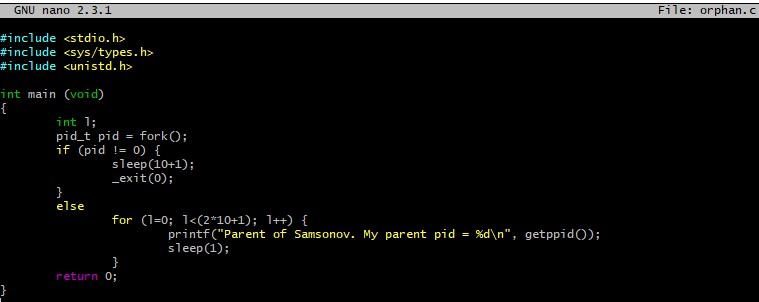 GNU nano 2.3.1 File: orphan.c
#include <stdio.h>
#include <sys/types.h>
#include <unistd.h>
int main (void)
{
int l;
pid_t pid = fork();
if (pid != 0) {
sleep(10+1);
_exit(0);
}
else
for (l=0; l<(2*10+1); l++) {
printf("Parent of Samsonov. My parent pid = %d\n", getppid());
sleep(1);
}
return 0;
}